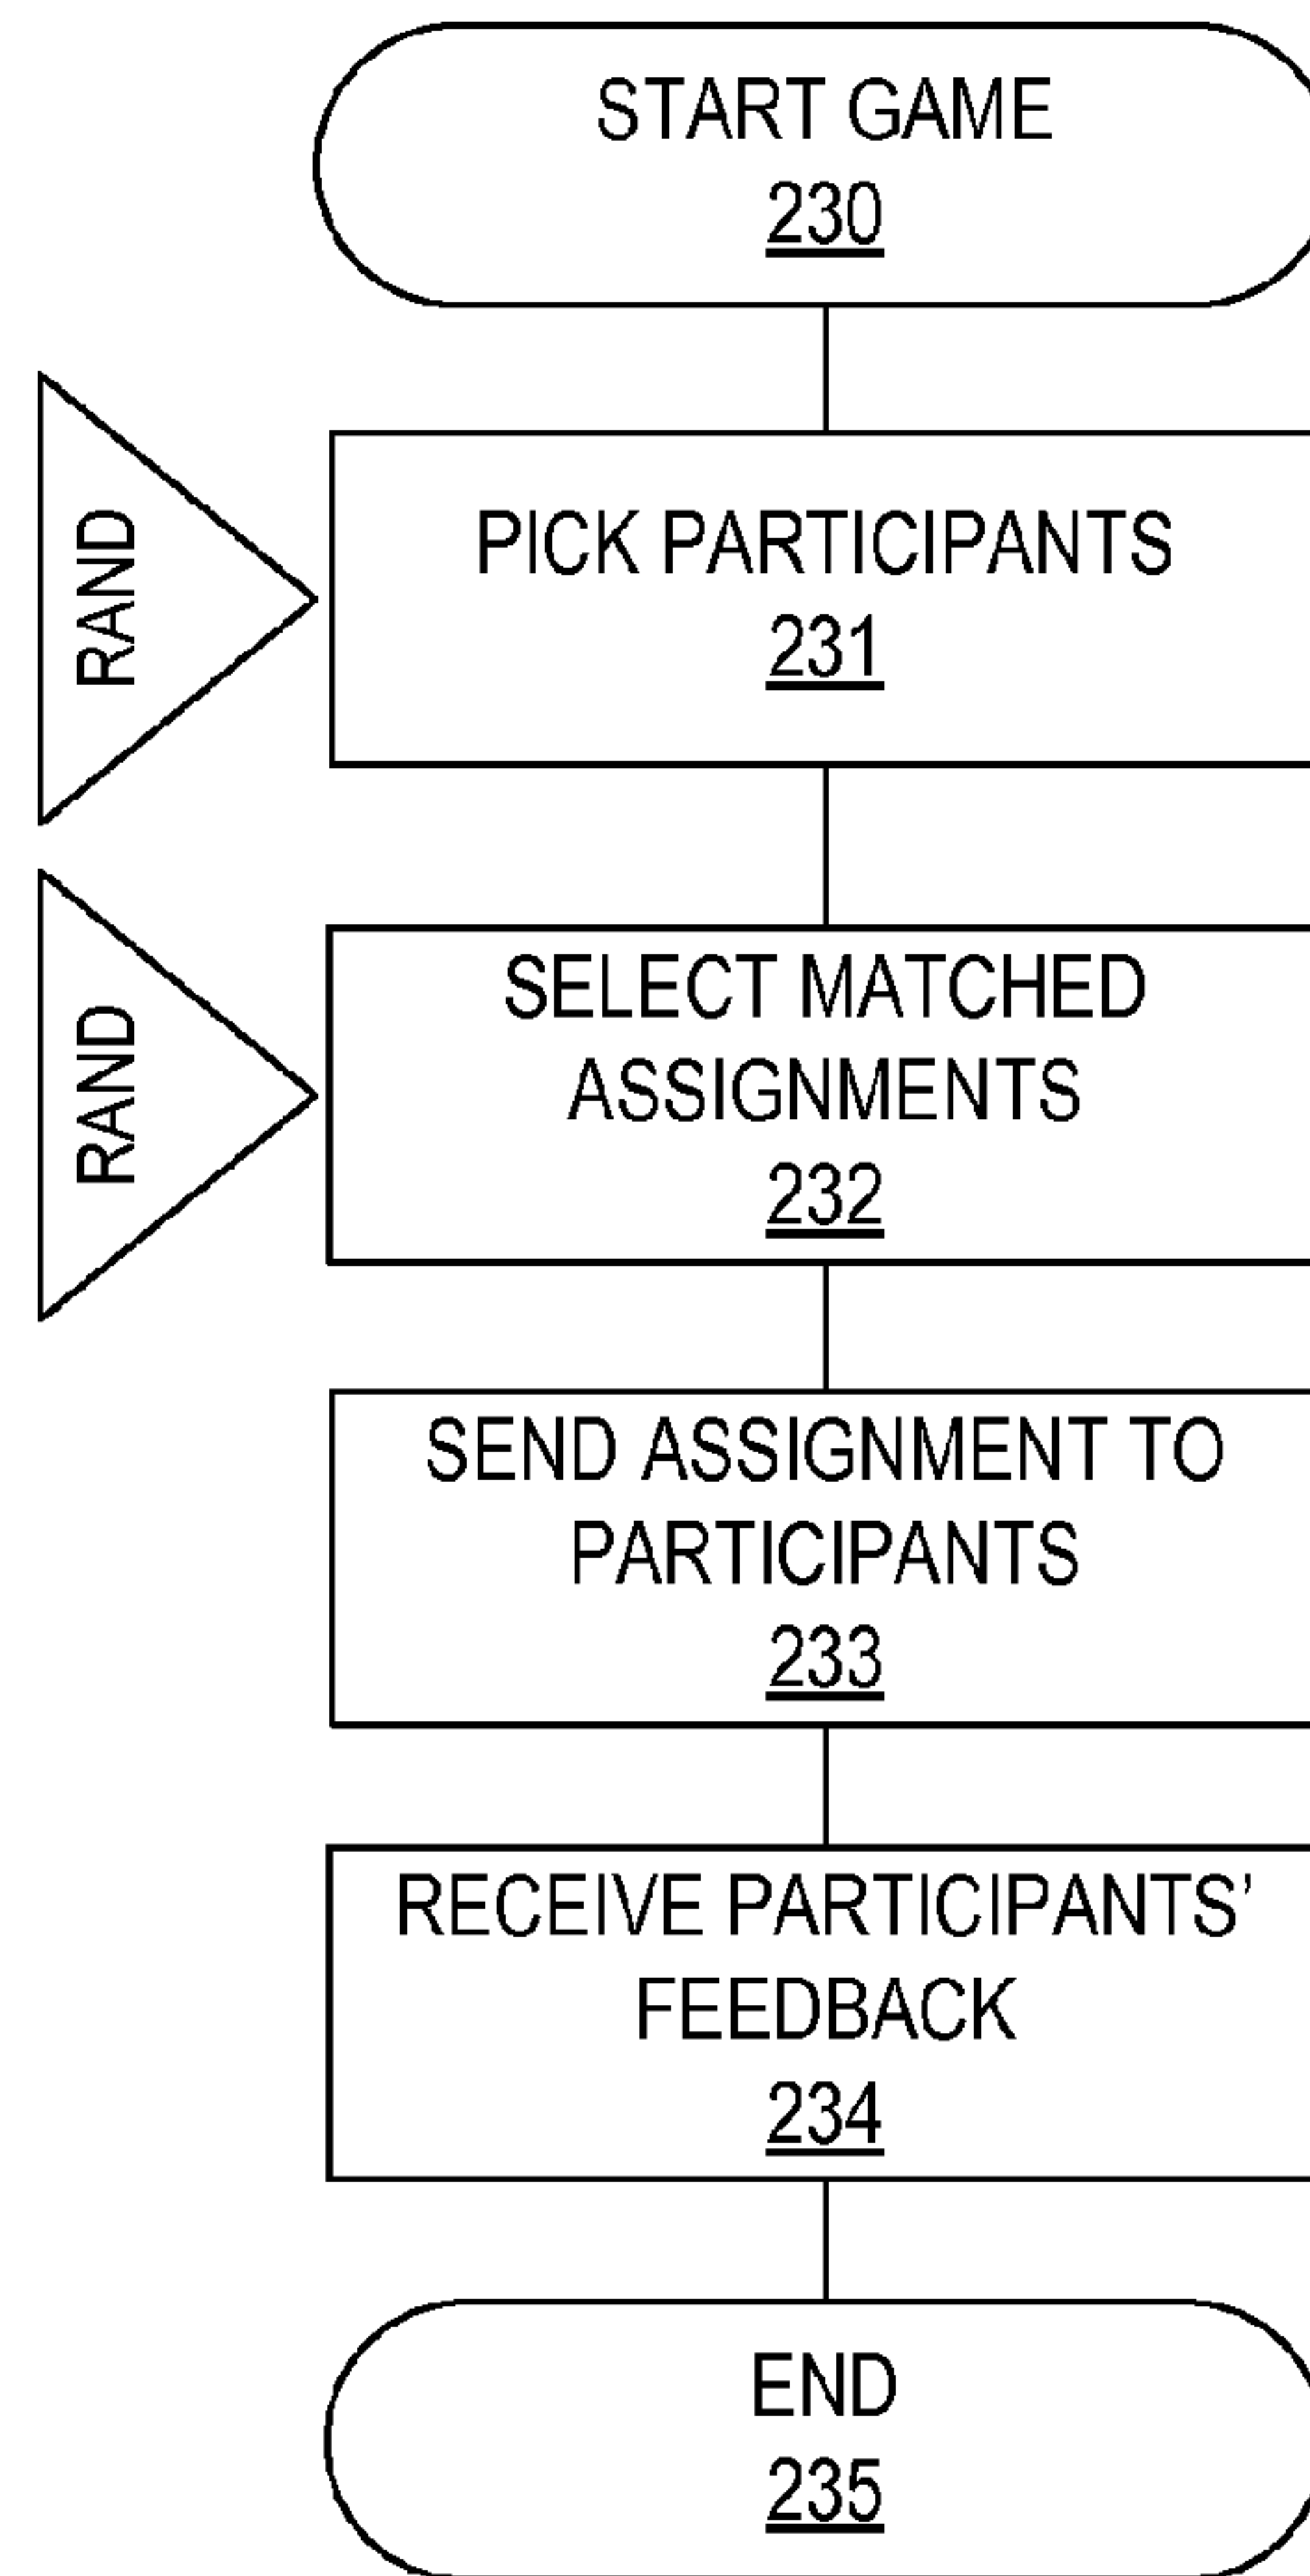 START GAME
230
RAND
PICK PARTICIPANTS
231
RAND
SELECT MATCHED
ASSIGNMENTS
232
SEND ASSIGNMENT TO
PARTICIPANTS
233
RECEIVE PARTICIPANTS’
FEEDBACK
234
END
235